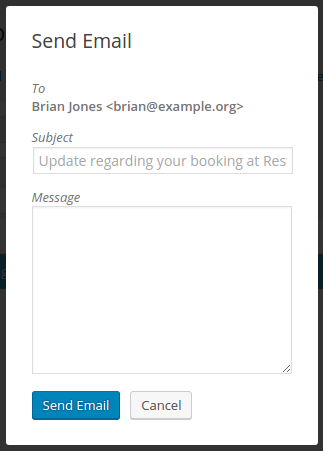 Send Email
To
Brian Jones <brian@example.org>
Subject
Update regarding your booking at Res
Message
Send Email
Cancel